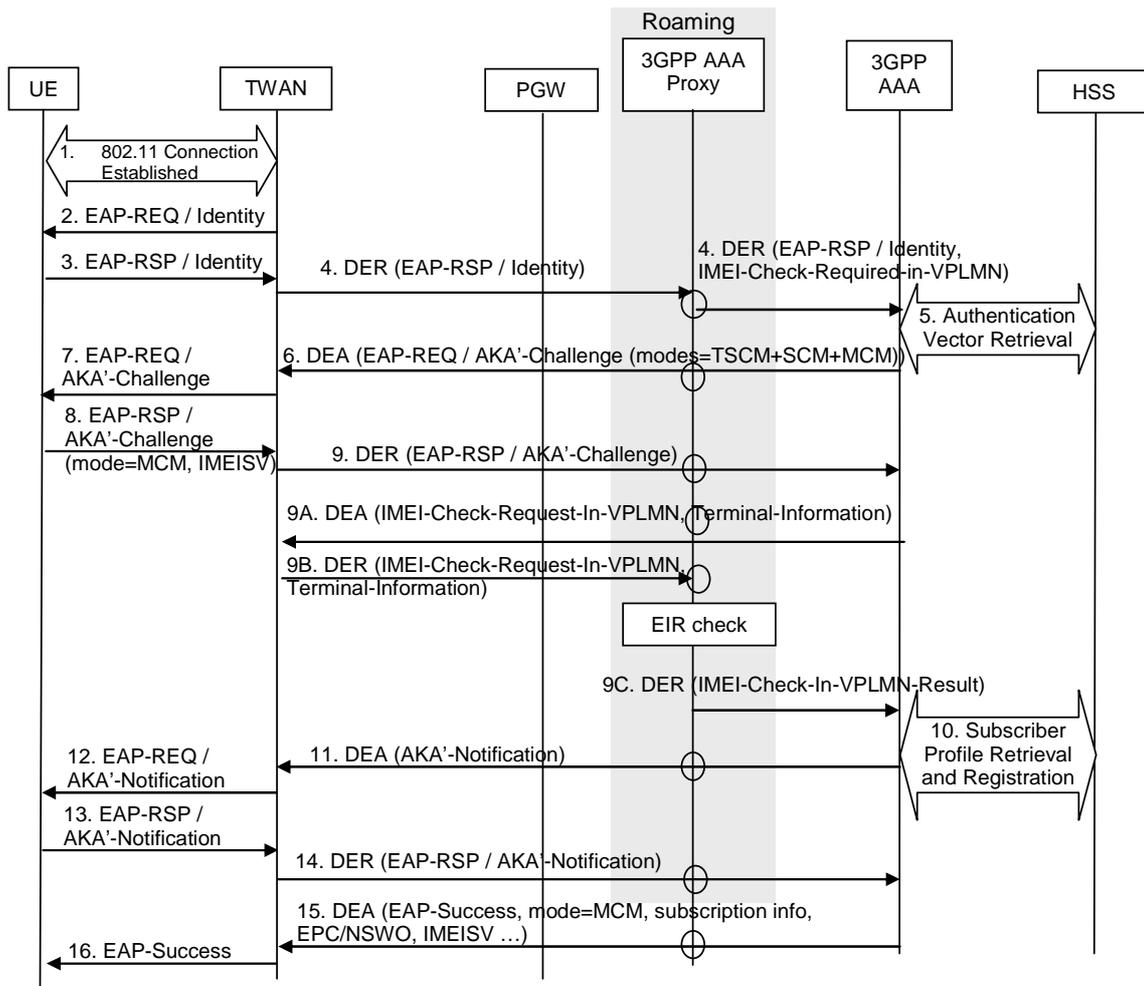 Roaming
UE
TWAN
PGW
3GPP AAA
Proxy
3GPP
AAA
HSS
1. 802.11 Connection
Established
2. EAP-REQ / Identity
3. EAP-RSP / Identity
4. DER (EAP-RSP / Identity)
4. DER (EAP-RSP / Identity,
IMEI-Check-Required-in-VPLMN)
5. Authentication
Vector Retrieval
6. DEA (EAP-REQ / AKA'-Challenge (modes=TSCM+SCM+MCM))
7. EAP-REQ /
AKA'-Challenge
8. EAP-RSP /
AKA'-Challenge
(mode=MCM, IMEISV)
9. DER (EAP-RSP / AKA'-Challenge)
9A. DEA (IMEI-Check-Request-In-VPLMN, Terminal-Information)
9B. DER (IMEI-Check-Request-In-VPLMN,
Terminal-Information)
EIR check
9C. DER (IMEI-Check-In-VPLMN-Result)
10. Subscriber
Profile Retrieval
and Registration
11. DEA (AKA'-Notification)
12. EAP-REQ /
AKA'-Notification
13. EAP-RSP /
AKA'-Notification
14. DER (EAP-RSP / AKA'-Notification)
15. DEA (EAP-Success, mode=MCM, subscription info,
EPC/NSWO, IMEISV …)
16. EAP-Success